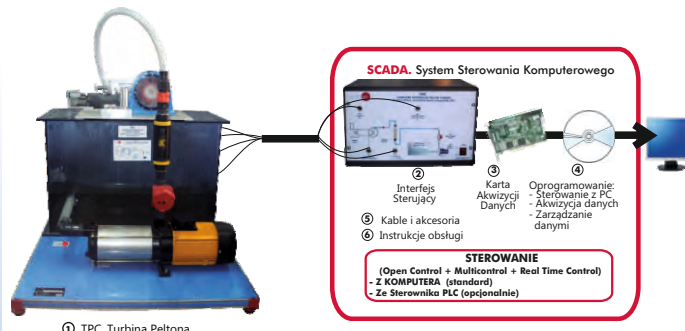 SCADA. System Sterowania Komputerowego
② Interfejs Sterujący
③ Karta Akwizycji Danych
④ Oprogramowanie:
- Sterowanie z PC
- Akwizycja danych
- Zarządzanie danymi
⑤ Kable i akcesoria
⑥ Instrukcje obsługi
STEROWANIE
(Open Control + Multicontrol + Real Time Control)
- Z KOMPUTERA (standard)
- Ze Sterownika PLC (opcjonalnie)
① TPC. Turbina Peltona